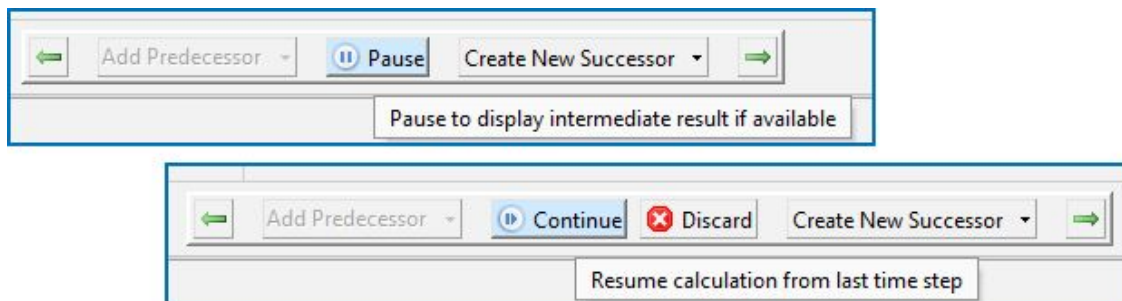 Add Predecessor Pause Create New Successor
Pause to display intermediate result if available
Add Predecessor Continue Discard Create New Successor
Resume calculation from last time step